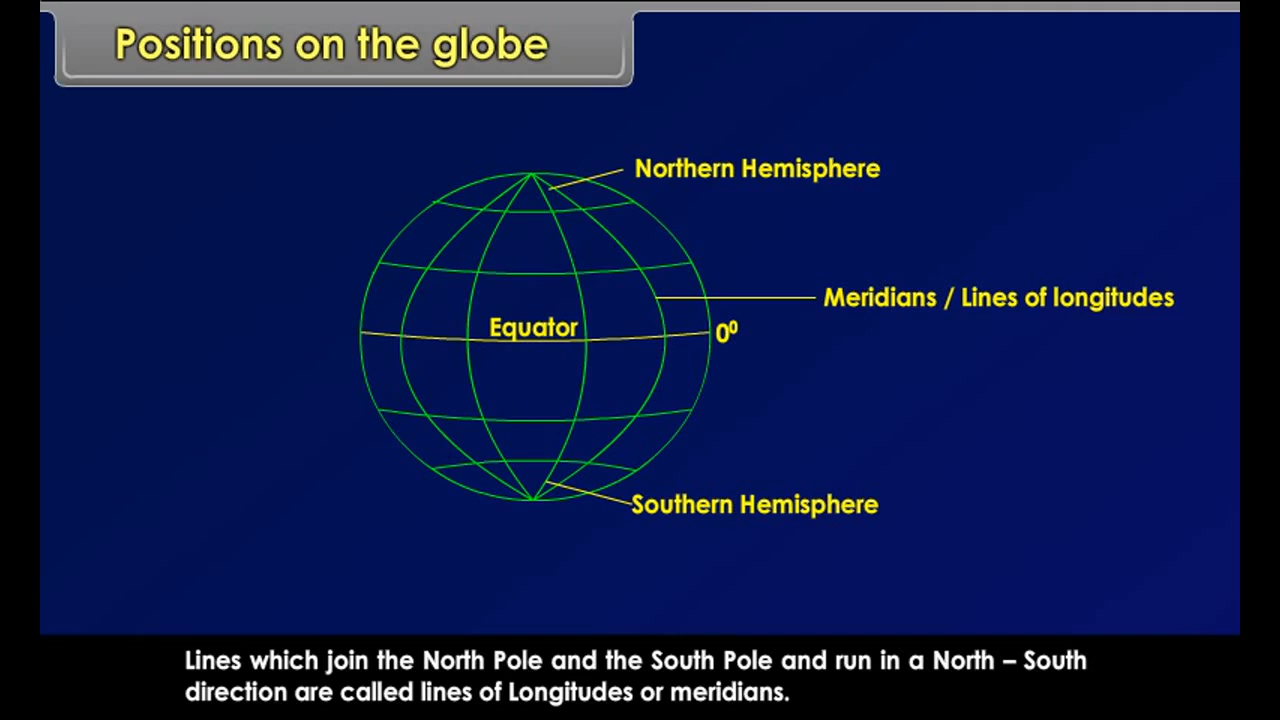 Positions on the globe
Northern Hemisphere
Meridians / Lines of longitudes
Equator
0⁰
Southern Hemisphere
Lines which join the North Pole and the South Pole and run in a North – South
direction are called lines of Longitudes or meridians.